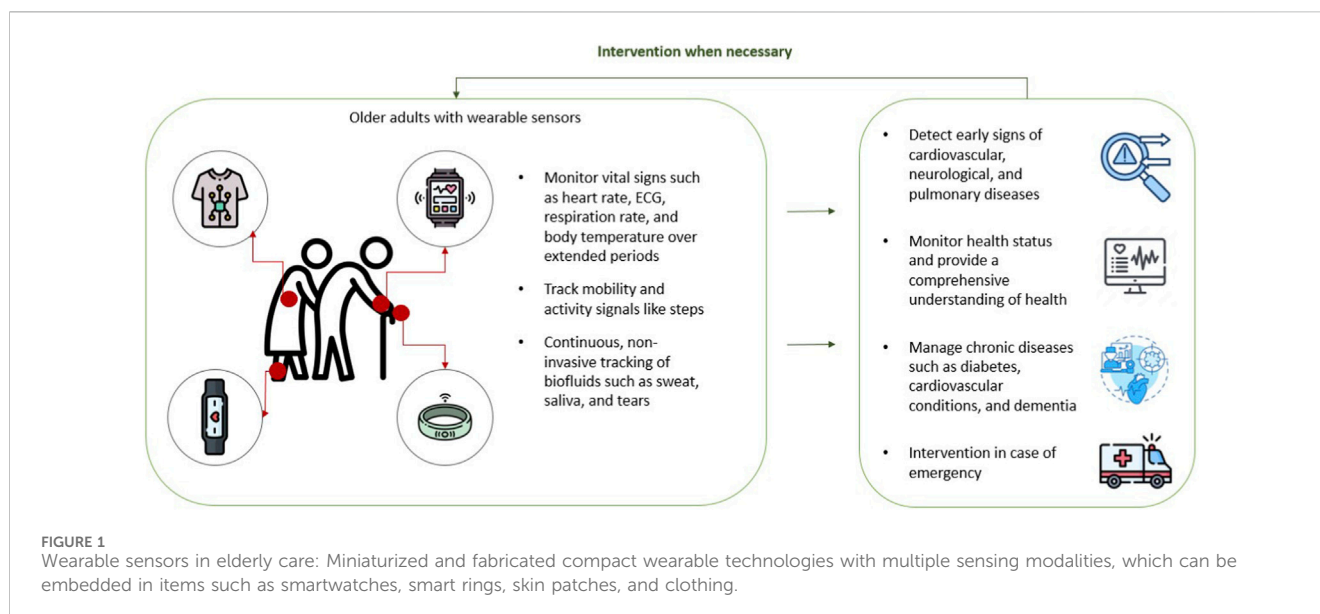 Intervention when necessary
Older adults with wearable sensors
• Monitor vital signs such
as heart rate, ECG,
respiration rate, and
body temperature over
extended periods
• Track mobility and
activity signals like steps
• Continuous, non-
invasive tracking of
biofluids such as sweat,
saliva, and tears
• Detect early signs of
cardiovascular,
neurological, and
pulmonary diseases
• Monitor health status
and provide a
comprehensive
understanding of health
• Manage chronic diseases
such as diabetes,
cardiovascular
conditions, and dementia
• Intervention in case of
emergency
FIGURE 1
Wearable sensors in elderly care: Miniaturized and fabricated compact wearable technologies with multiple sensing modalities, which can be
embedded in items such as smartwatches, smart rings, skin patches, and clothing.